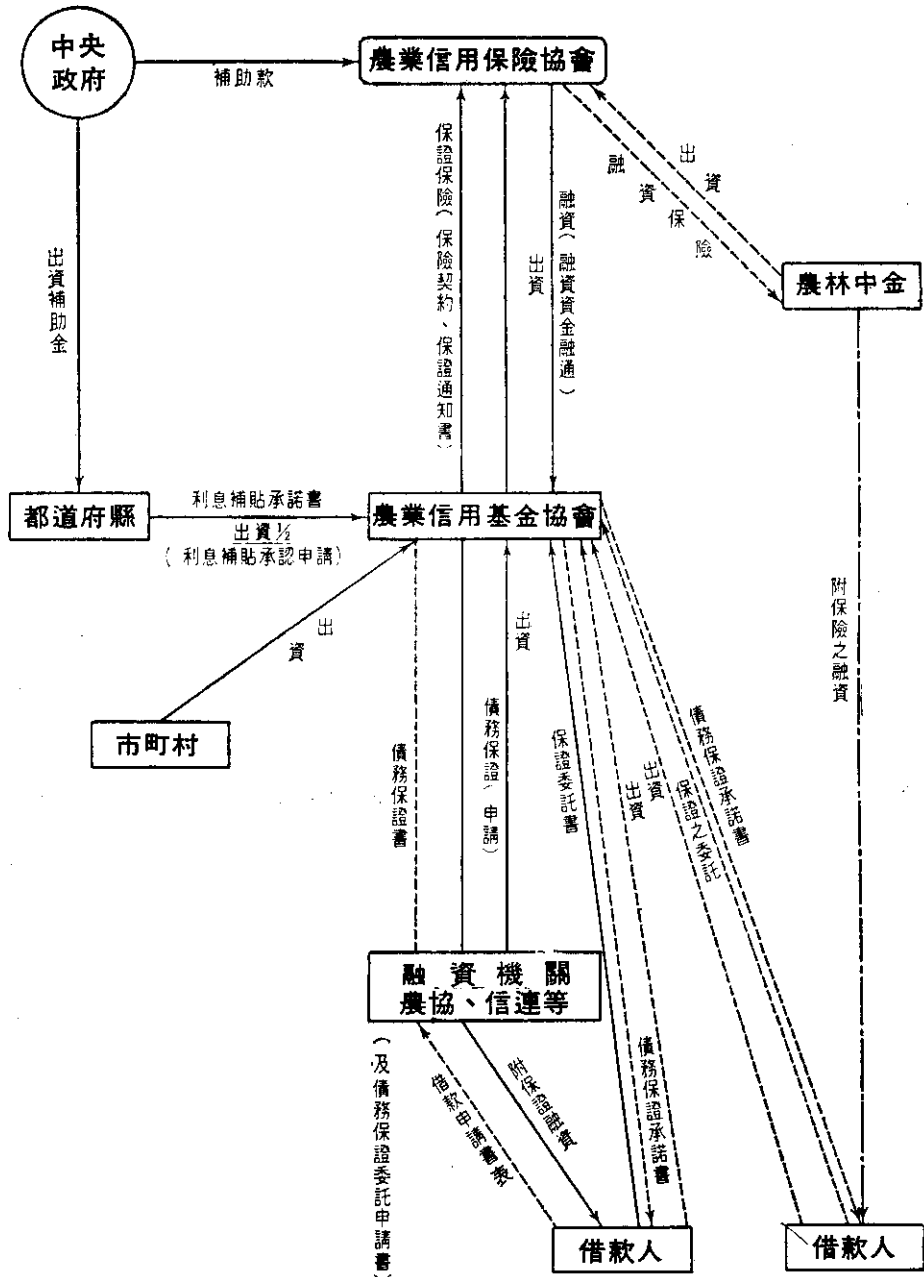 中央
政府
補助款
農業信用保險協會
出資補助金
保證保險（保險契約、保證通知書）
出資
融資（融資資金融通）
融資保險
出資
農林中金
都道府縣
利息補貼承諾書
出資½
（利息補貼承認申請）
農業信用基金協會
出資
市町村
債務保證書
債務保證（申請）
出資
保證委託書
出資
出資
保證之委託
債務保證承諾書
附保險之融資
融資機關
農協、信連等
（及債務保證委託申請書）
借款申請書表
附保證融資
債務保證承諾書
借款人
借款人